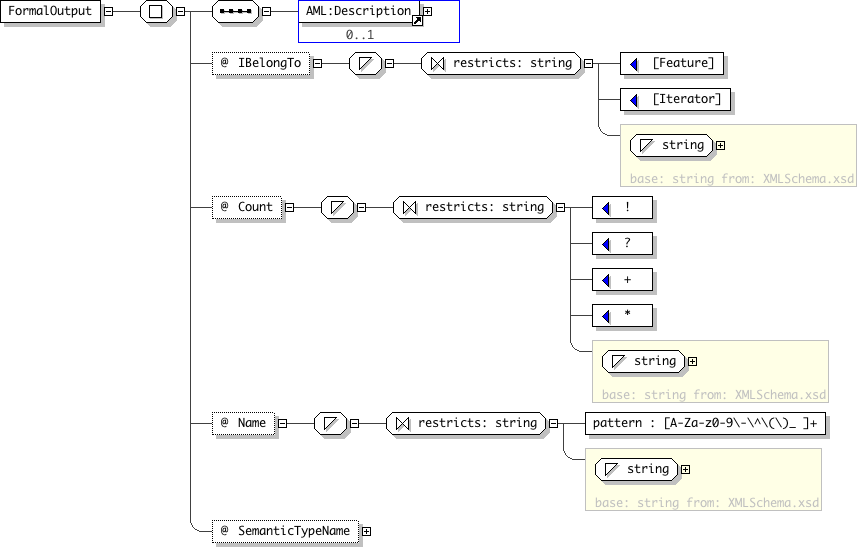 FormalOutput
AML:Description
0..1
@ IBelongTo
restricts: string
[Feature]
[Iterator]
string
base: string from: XMLSchema.xsd
@ Count
restricts: string
!
?
+
*
string
base: string from: XMLSchema.xsd
@ Name
restricts: string
pattern : [A-Za-z0-9\-\^\(\)_ ]+
string
base: string from: XMLSchema.xsd
@ SemanticTypeName